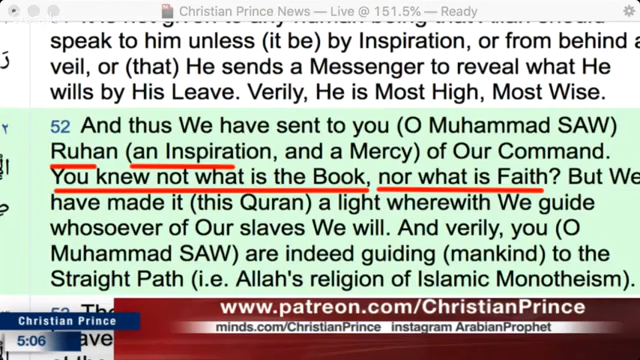 Christian Prince News — Live @ 151.5% — Ready
speak to him unless (it be) by Inspiration, or from behind a
veil, or (that) He sends a Messenger to reveal what He
wills by His Leave. Verily, He is Most High, Most Wise.
52 And thus We have sent to you (O Muhammad SAW)
Ruhan (an Inspiration, and a Mercy) of Our Command.
You knew not what is the Book, nor what is Faith? But We
have made it (this Quran) a light wherewith We guide
whosoever of Our slaves We will. And verily, you (O
Muhammad SAW) are indeed guiding (mankind) to the
Straight Path (i.e. Allah's religion of Islamic Monotheism).
www.patreon.com/ChristianPrince
Christian Prince
minds.com/ChristianPrince instagram ArabianProphet
5:06